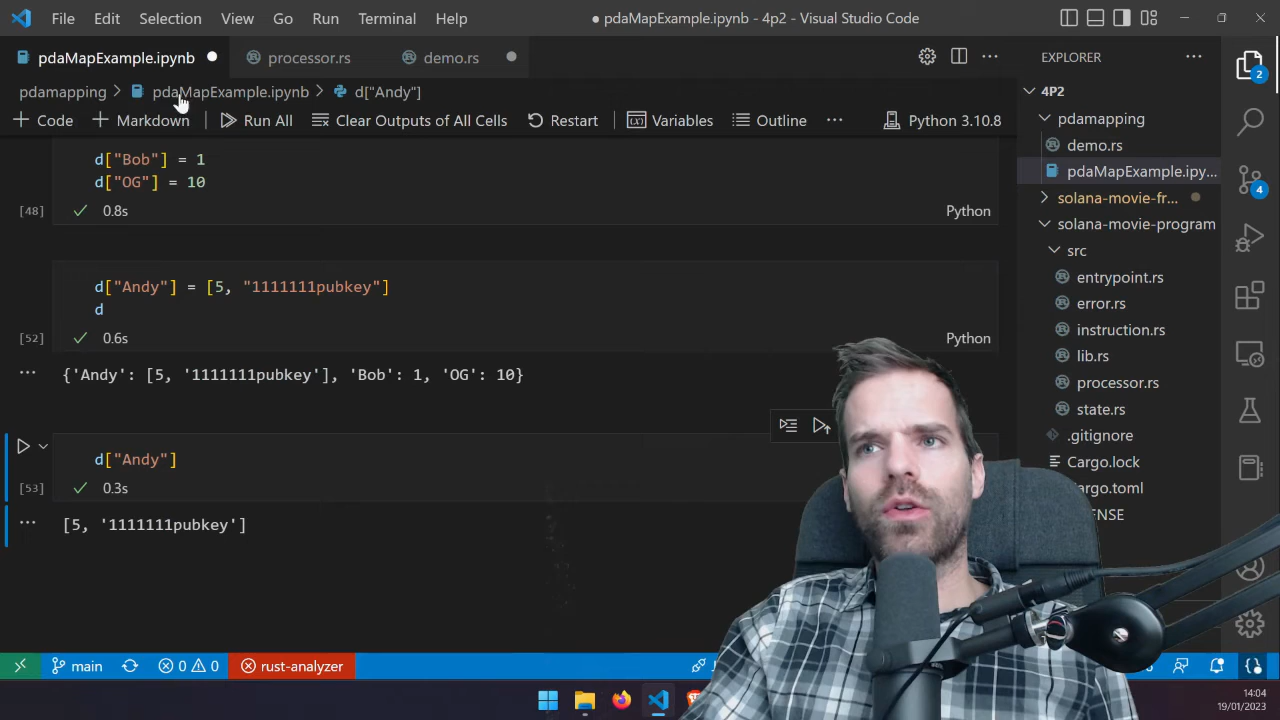 File Edit Selection View Go Run Terminal Help
● pdaMapExample.ipynb - 4p2 - Visual Studio Code
pdaMapExample.ipynb
processor.rs
demo.rs
pdamapping > pdaMapExample.ipynb > d["Andy"]
+ Code + Markdown
Run All
Clear Outputs of All Cells
Restart
Variables
Outline
...
Python 3.10.8
d["Bob"] = 1
d["OG"] = 10
[48]
0.8s
Python
d["Andy"] = [5, "1111111pubkey"]
d
[52]
0.6s
Python
{'Andy': [5, '1111111pubkey'], 'Bob': 1, 'OG': 10}
d["Andy"]
[53]
0.3s
[5, '1111111pubkey']
EXPLORER
4P2
pdamapping
demo.rs
pdaMapExample.ipy...
solana-movie-fr...
solana-movie-program
src
entrypoint.rs
error.rs
instruction.rs
lib.rs
processor.rs
state.rs
.gitignore
Cargo.lock
argo.toml
ENSE
2
4
main
0
0
rust-analyzer
14:04
19/01/2023